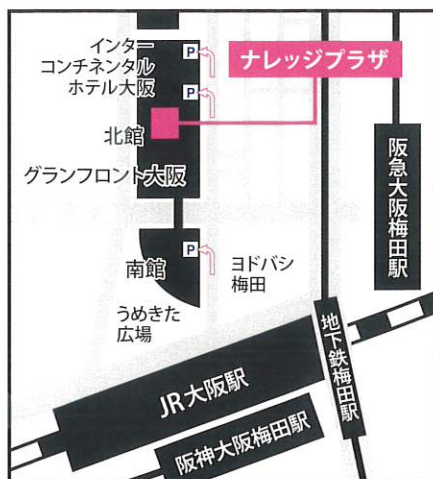 インター
コンチネンタル
ホテル大阪
P
P
ナレッジプラザ
北館
グランフロント大阪
阪急大阪梅田駅
P
南館
ヨドバシ
梅田
うめきた
広場
地下鉄梅田駅
JR大阪駅
阪神大阪梅田駅